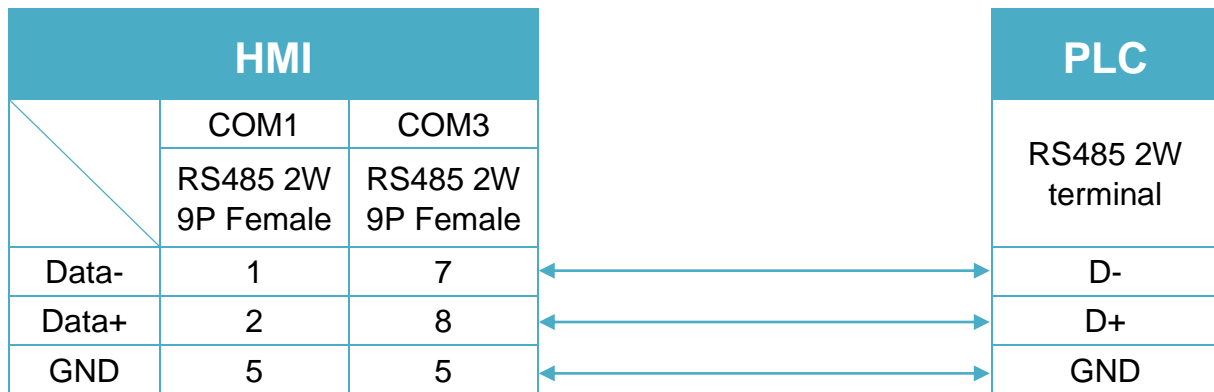 HMI PLC
COM1 COM3
RS485 2W
9P Female
RS485 2W
9P Female
RS485 2W
terminal
Data- 1 7 D-
Data+ 2 8 D+
GND 5 5 GND